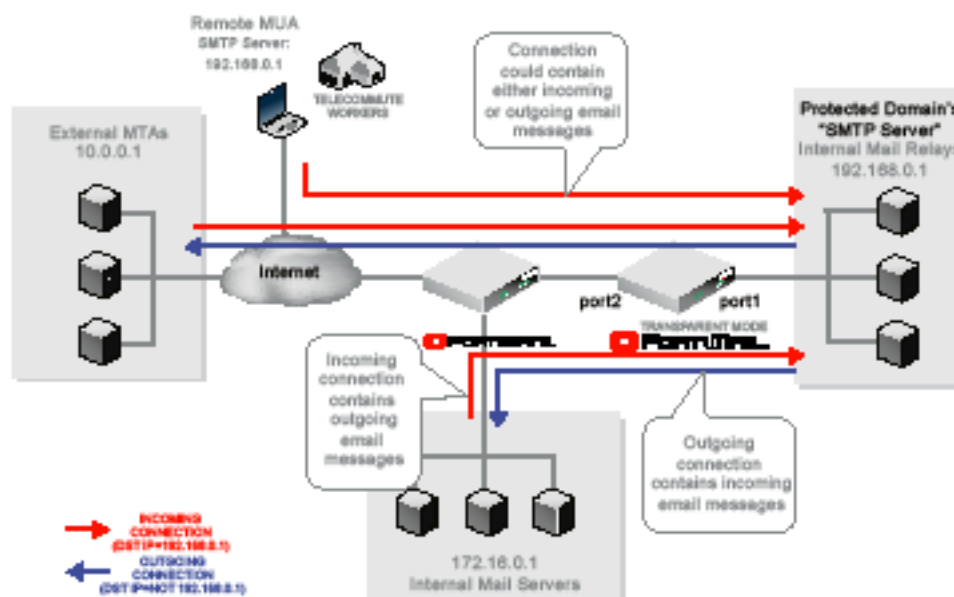 Remote MUA
SMTP Server:
192.168.0.1
TELECOMMUTE
WORKERS
Connection
could contain
either incoming
or outgoing email
messages
External MTAs
10.0.0.1
Protected Domain's
"SMTP Server"
Internal Mail Relay:
192.168.0.1
Internet
port2
port1
TRANSPARENT MODE
Incoming
connection
contains
outgoing
email
messages
Outgoing
connection
contains incoming
email messages
INCOMING
CONNECTION
(DST IP=192.168.0.1)
OUTGOING
CONNECTION
(DST IP=NOT 192.168.0.1)
172.16.0.1
Internal Mail Servers